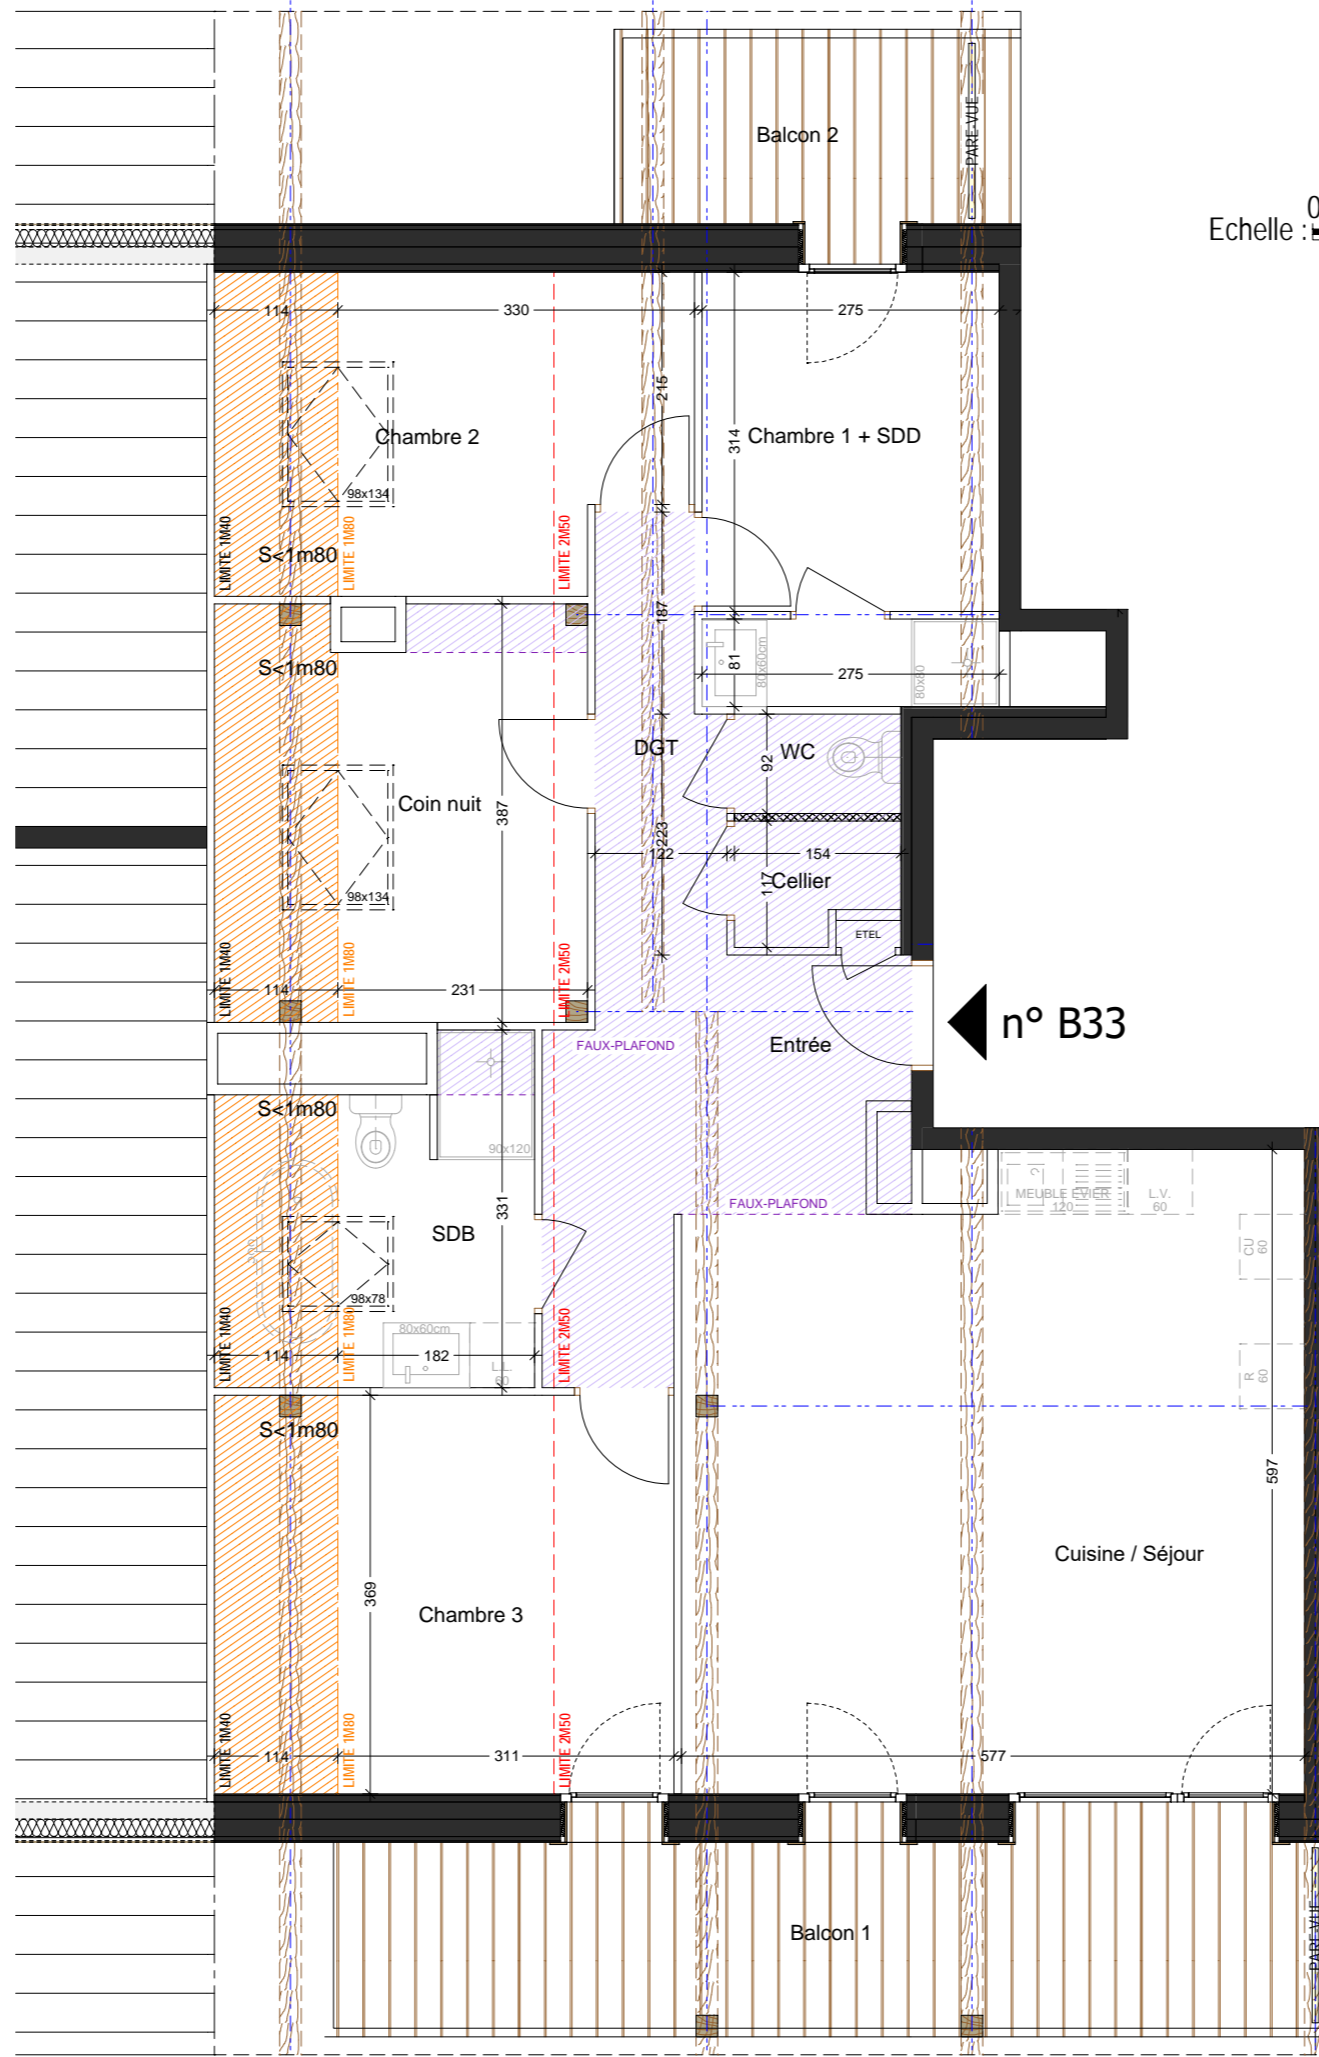 Balcon 2
PARE-VUE
0
Echelle :
114
330
275
215
314
Chambre 2
Chambre 1 + SDD
98x134
LIMITE 1M40
S<1m80
LIMITE 1M80
LIMITE 2M50
187
S<1m80
81
80x60cm
275
80x80
DGT
WC
92
Coin nuit
387
223
122
154
117
Cellier
98x134
ETEL
LIMITE 1M40
LIMITE 1M80
LIMITE 2M50
114
231
n° B33
FAUX-PLAFOND
Entrée
S<1m80
90x120
331
FAUX-PLAFOND
MEUBLE EVIER
120
L.V.
60
SDB
CU
60
98x78
LIMITE 1M40
LIMITE 1M80
LIMITE 2M50
80x60cm
114
182
L.L.
60
R
60
S<1m80
597
Cuisine / Séjour
369
Chambre 3
LIMITE 1M40
LIMITE 1M80
LIMITE 2M50
114
311
577
Balcon 1
PARE-VUE